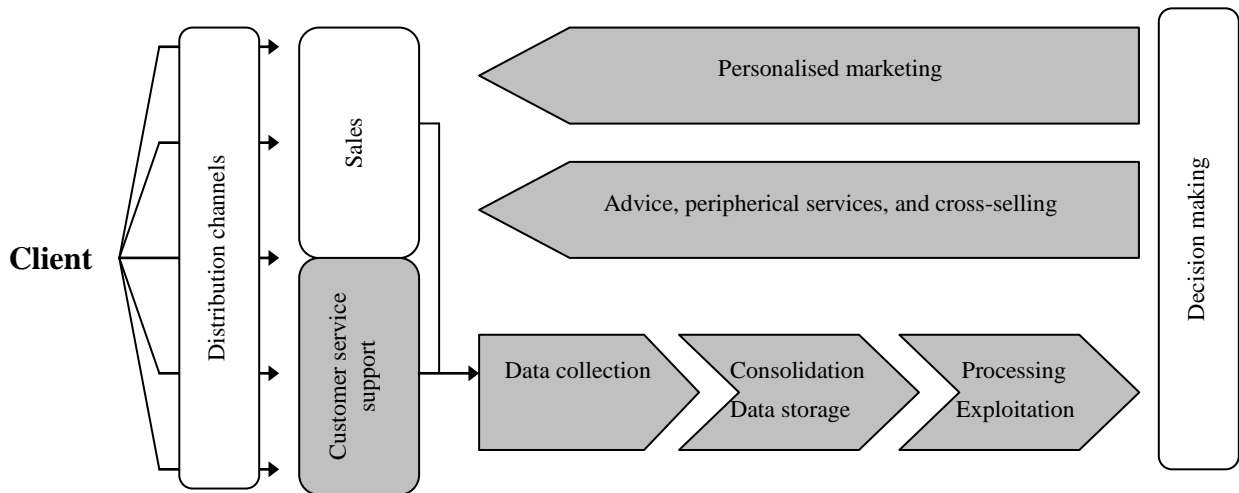 Client
Distribution channels
Sales
Customer service
support
Personalised marketing
Advice, peripherical services, and cross-selling
Data collection
Consolidation
Data storage
Processing
Exploitation
Decision making